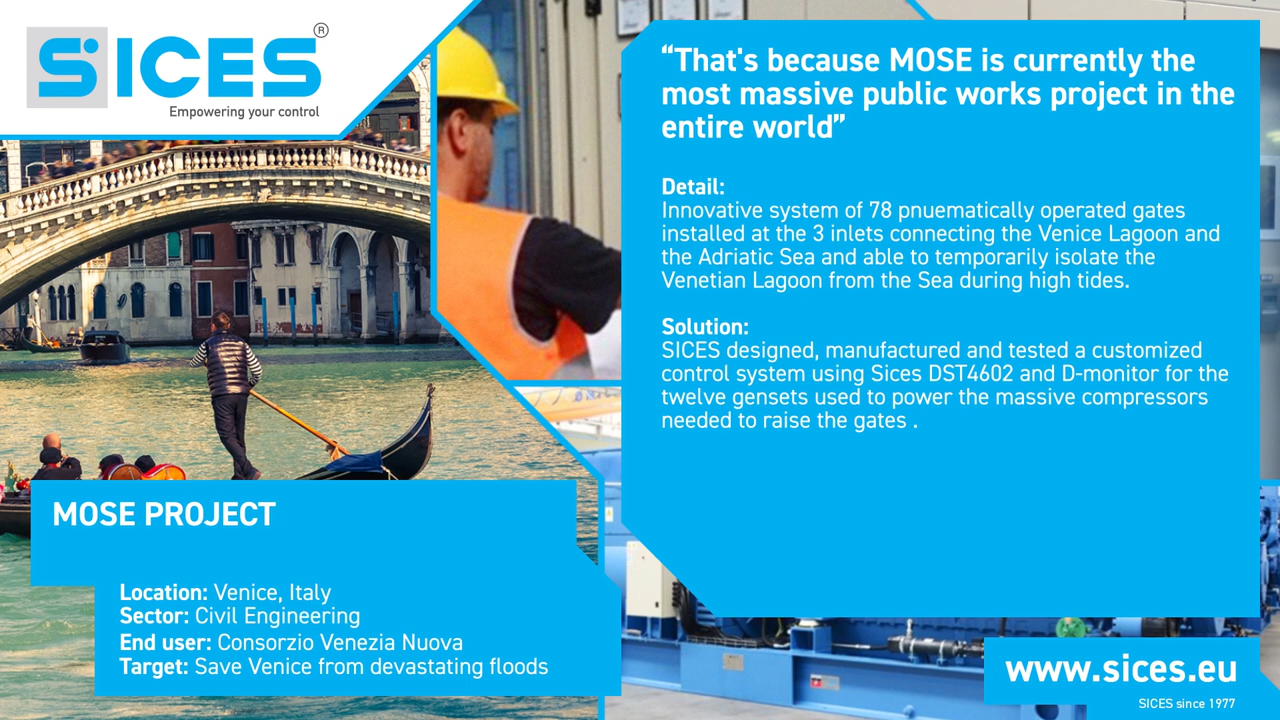 SICES®
Empowering your control
“That's because MOSE is currently the
most massive public works project in the
entire world”
Detail:
Innovative system of 78 pnuematically operated gates
installed at the 3 inlets connecting the Venice Lagoon and
the Adriatic Sea and able to temporarily isolate the
Venetian Lagoon from the Sea during high tides.
Solution:
SICES designed, manufactured and tested a customized
control system using Sices DST4602 and D-monitor for the
twelve gensets used to power the massive compressors
needed to raise the gates .
MOSE PROJECT
Location: Venice, Italy
Sector: Civil Engineering
End user: Consorzio Venezia Nuova
Target: Save Venice from devastating floods
www.sices.eu
SICES since 1977